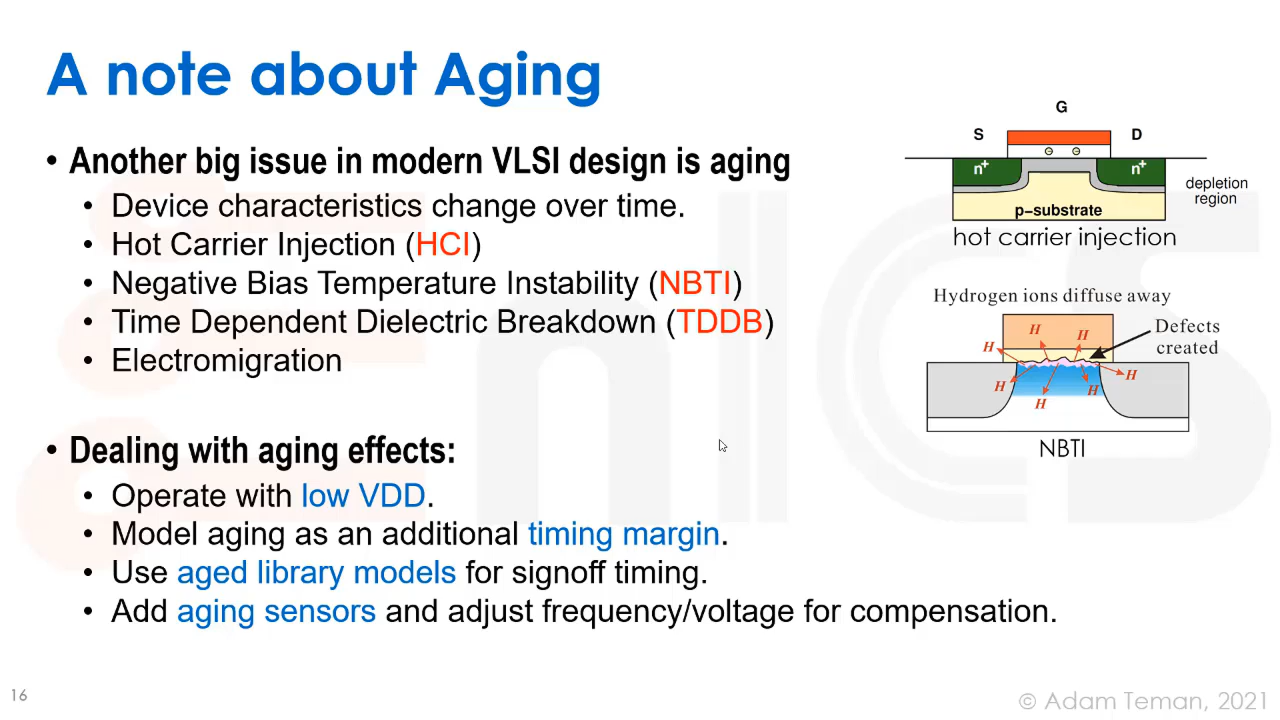 A note about Aging
• Another big issue in modern VLSI design is aging
• Device characteristics change over time.
• Hot Carrier Injection (HCI)
• Negative Bias Temperature Instability (NBTI)
• Time Dependent Dielectric Breakdown (TDDB)
• Electromigration
• Dealing with aging effects:
• Operate with low VDD.
• Model aging as an additional timing margin.
• Use aged library models for signoff timing.
• Add aging sensors and adjust frequency/voltage for compensation.
G
S D
n+ n+
depletion
region
p-substrate
hot carrier injection
Hydrogen ions diffuse away
Defects
created
H H H H H H H
NBTI
16
© Adam Teman, 2021
nICS